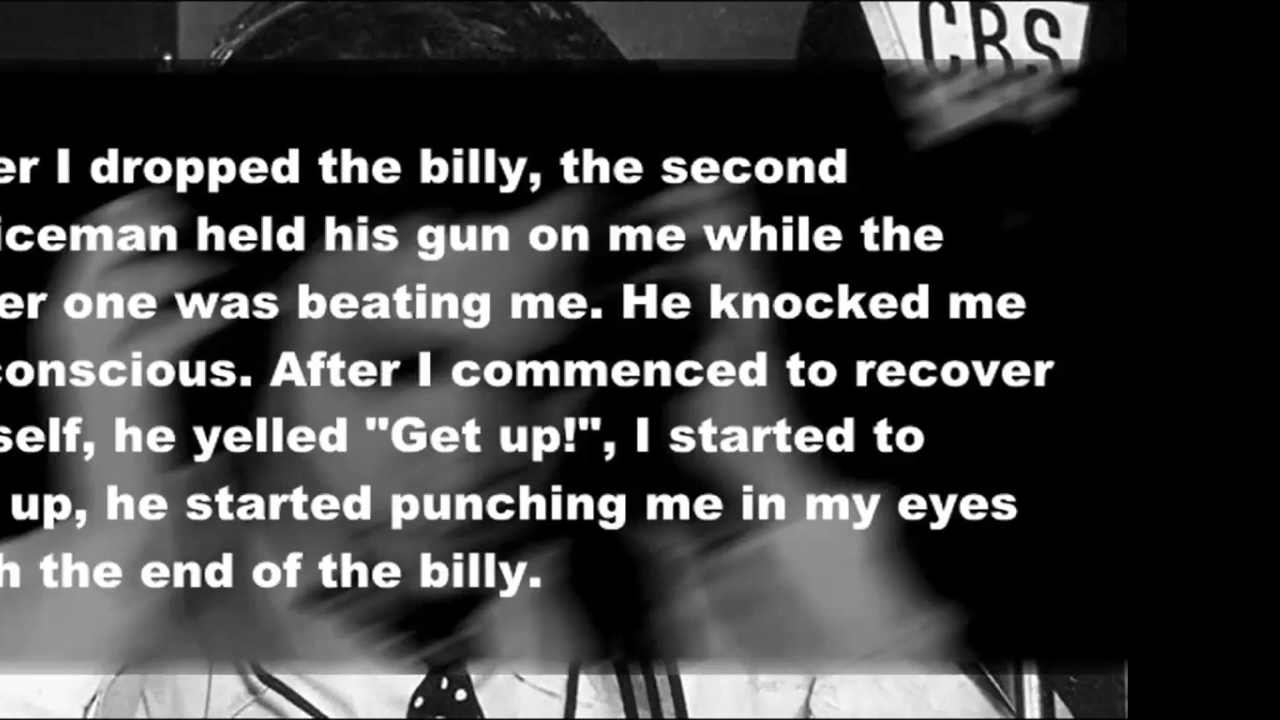 CBS
er I dropped the billy, the second
iceman held his gun on me while the
er one was beating me. He knocked me
conscious. After I commenced to recover
self, he yelled "Get up!", I started to
up, he started punching me in my eyes
h the end of the billy.